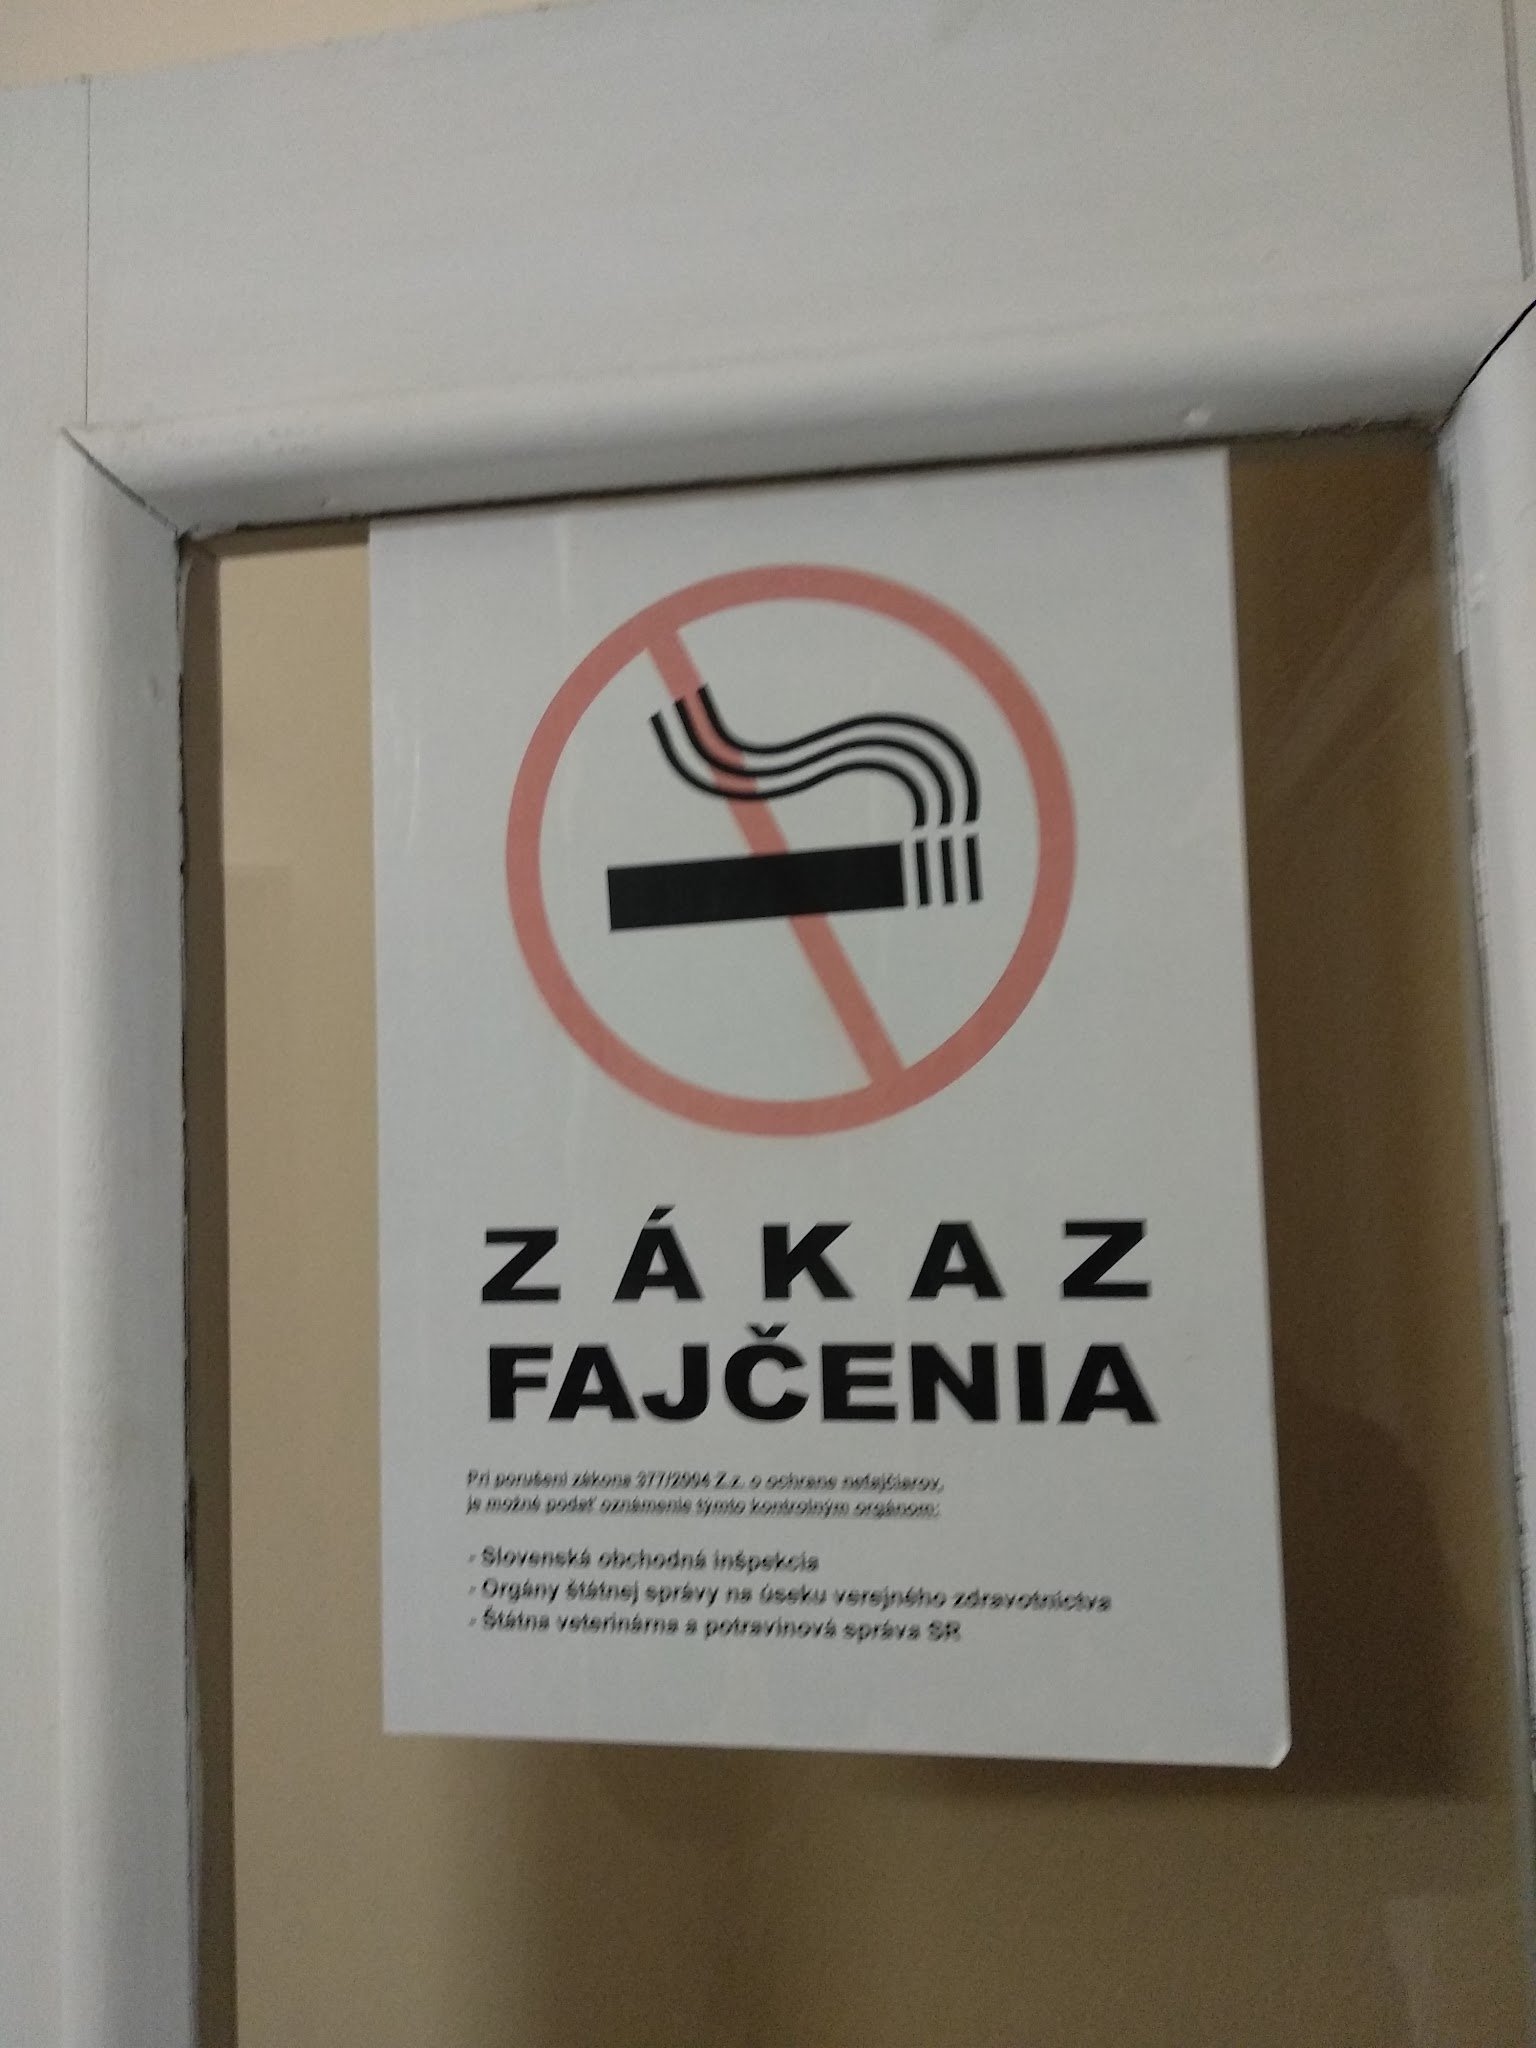 ZÁKAZ
FAJČENIA
Pri porušení zákona 377/2004 Z.z. o ochrane nefajčiarov,
je možné podať oznámenie týmto kontrolným orgánom:
- Slovenská obchodná inšpekcia
- Orgány štátnej správy na úseku verejného zdravotníctva
- Štátna veterinárna a potravinová správa SR